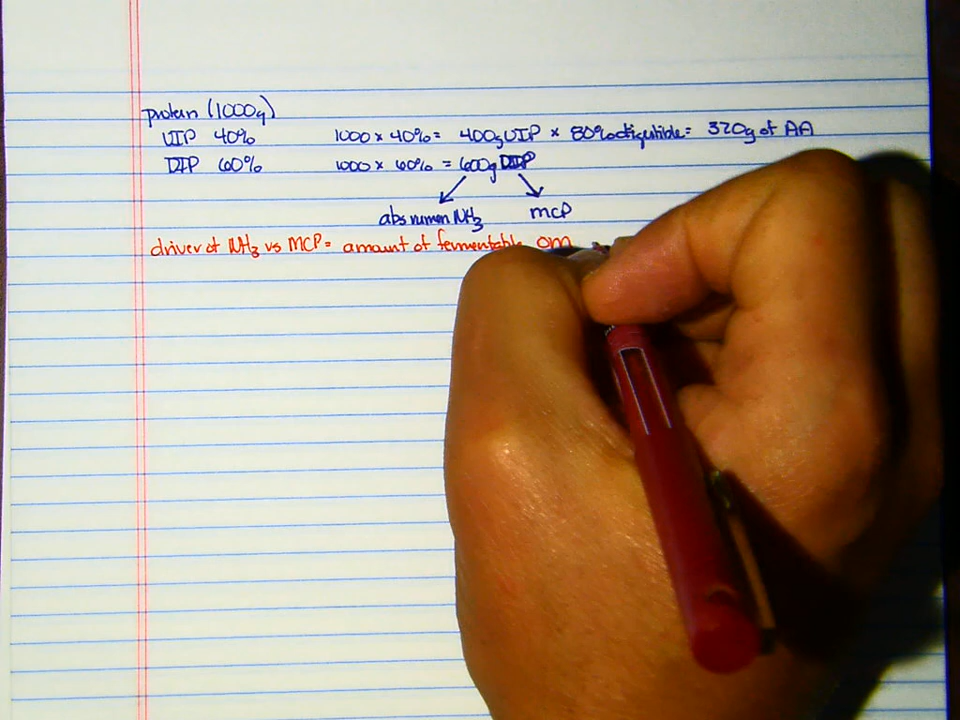 protein (1000g)
UIP 40% 1000 x 40% = 400g UIP x 80% digestible = 320g of AA
DIP 60% 1000 x 60% = 600g DIP
abs rumen NH3 MCP
driver of NH3 vs MCP = amount of fermentable OM